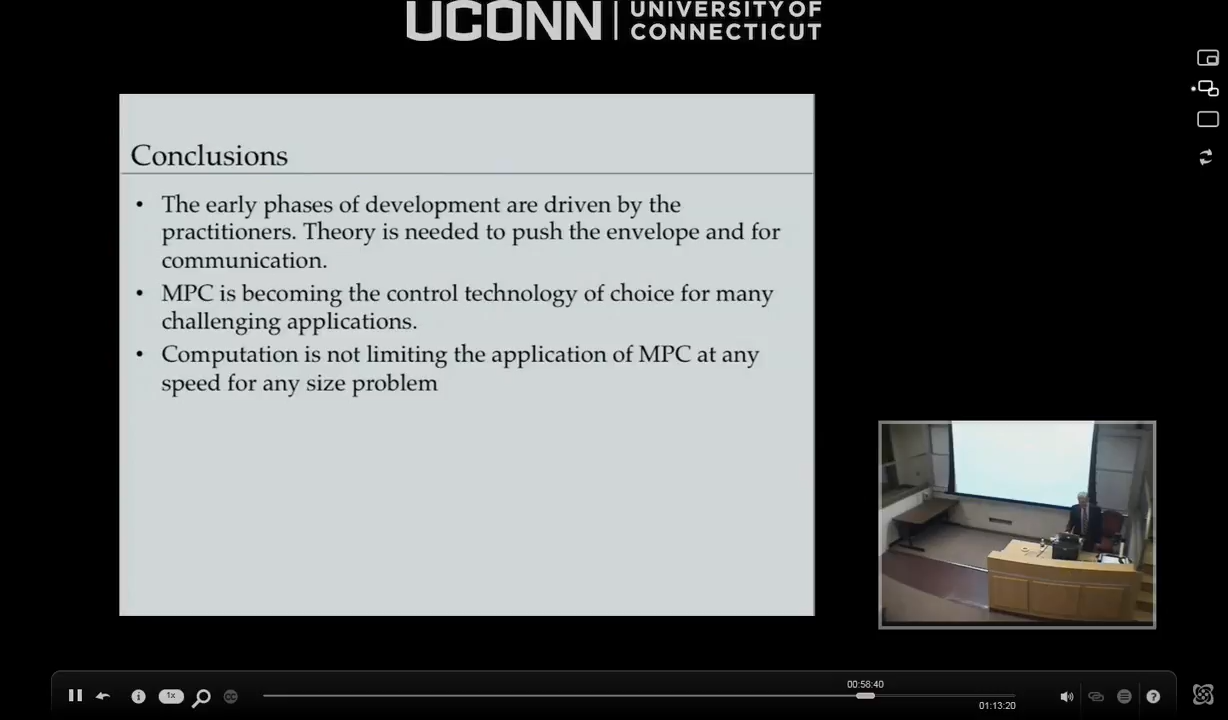 UCONN | UNIVERSITY OF
CONNECTICUT
Conclusions
• The early phases of development are driven by the
practitioners. Theory is needed to push the envelope and for
communication.
• MPC is becoming the control technology of choice for many
challenging applications.
• Computation is not limiting the application of MPC at any
speed for any size problem
00:58:40
1x
CC
01:13:20